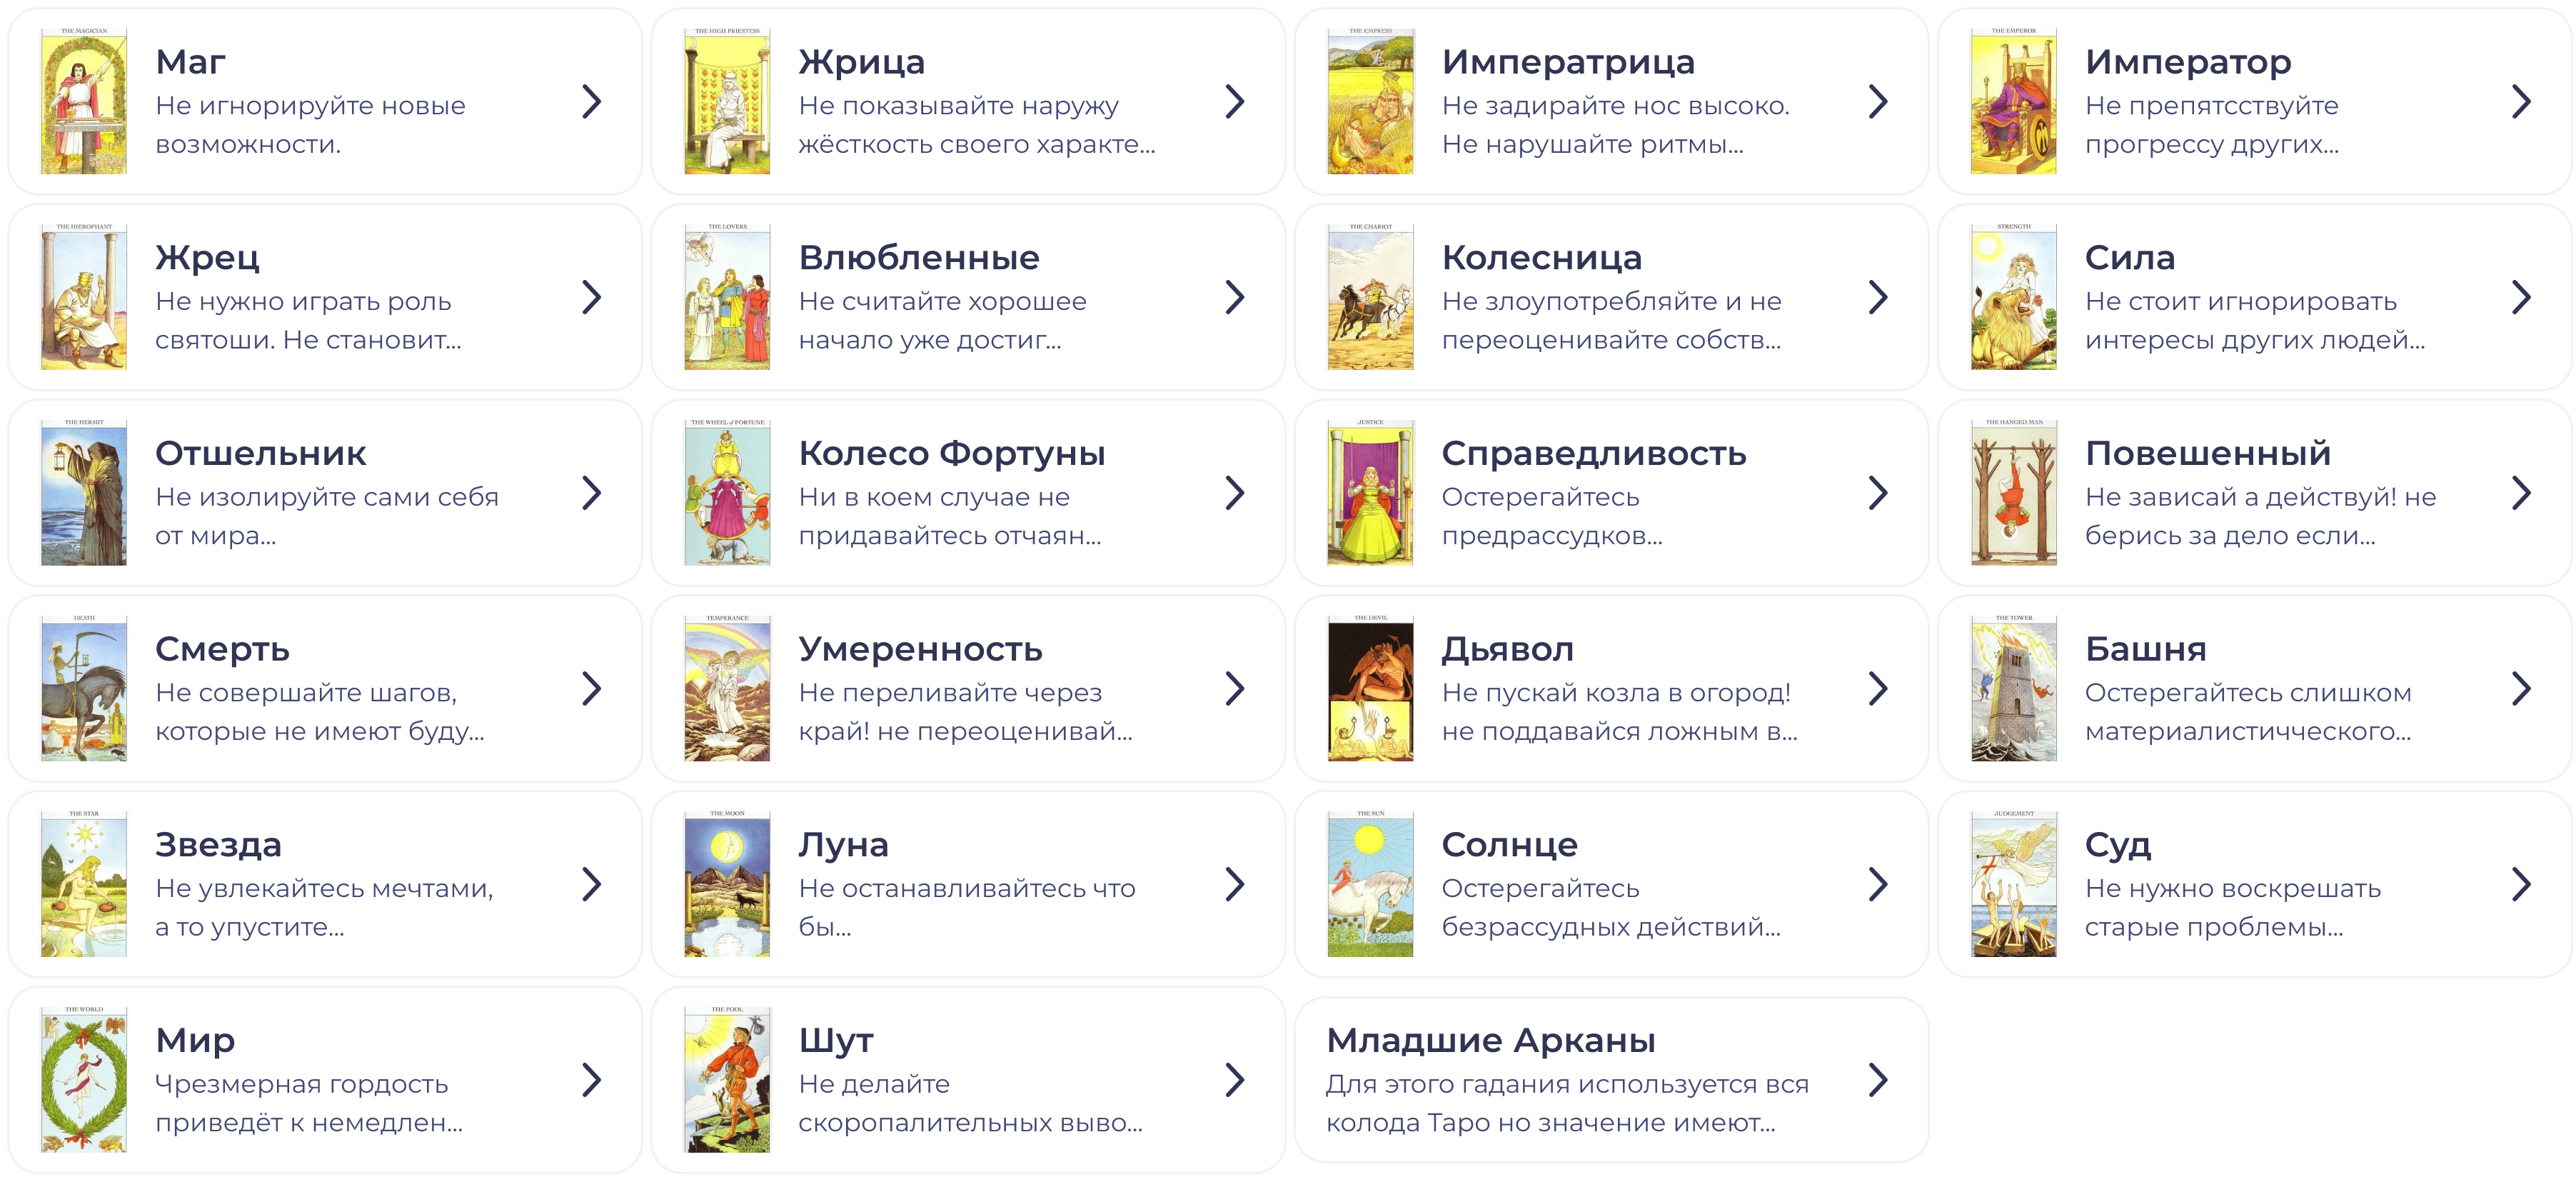 THE MAGICIAN
Маг
Не игнорируйте новые
возможности.
THE HIGH PRIESTESS
Жрица
Не показывайте наружу
жёсткость своего характе...
THE EMPRESS
Императрица
Не задирайте нос высоко.
Не нарушайте ритмы...
THE EMPEROR
Император
Не препятсствуйте
прогрессу других...
THE HIEROPHANT
Жрец
Не нужно играть роль
святоши. Не становит...
THE LOVERS
Влюбленные
Не считайте хорошее
начало уже достиг...
THE CHARIOT
Колесница
Не злоупотребляйте и не
переоценивайте собств...
STRENGTH
Сила
Не стоит игнорировать
интересы других людей...
THE HERMIT
Отшельник
Не изолируйте сами себя
от мира...
THE WHEEL of FORTUNE
Колесо Фортуны
Ни в коем случае не
придавайтесь отчаян...
JUSTICE
Справедливость
Остерегайтесь
предрассудков...
THE HANGED MAN
Повешенный
Не зависай а действуй! не
берись за дело если...
DEATH
Смерть
Не совершайте шагов,
которые не имеют буду...
TEMPERANCE
Умеренность
Не переливайте через
край! не переоценивай...
THE DEVIL
Дьявол
Не пускай козла в огород!
не поддавайся ложным в...
THE TOWER
Башня
Остерегайтесь слишком
материалистичческого...
THE STAR
Звезда
Не увлекайтесь мечтами,
а то упустите...
THE MOON
Луна
Не останавливайтесь что
бы...
THE SUN
Солнце
Остерегайтесь
безрассудных действий...
JUDGEMENT
Суд
Не нужно воскрешать
старые проблемы...
THE WORLD
Мир
Чрезмерная гордость
приведёт к немедлен...
THE FOOL
Шут
Не делайте
скоропалительных выво...
Младшие Арканы
Для этого гадания используется вся
колода Таро но значение имеют...